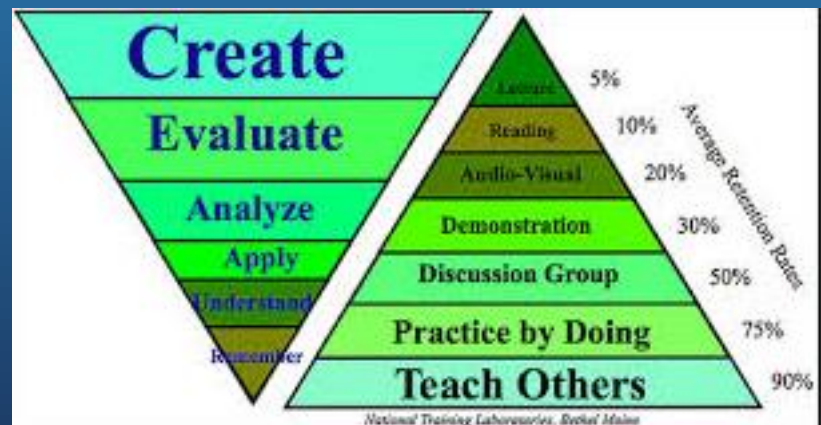 Create
Evaluate
Analyze
Apply
Understand
Remember
Lecture
5%
Reading
10%
Audio-Visual
20%
Demonstration
30%
Discussion Group
50%
Practice by Doing
75%
Teach Others
90%
Average Retention Rates
National Training Laboratories, Bethel Maine